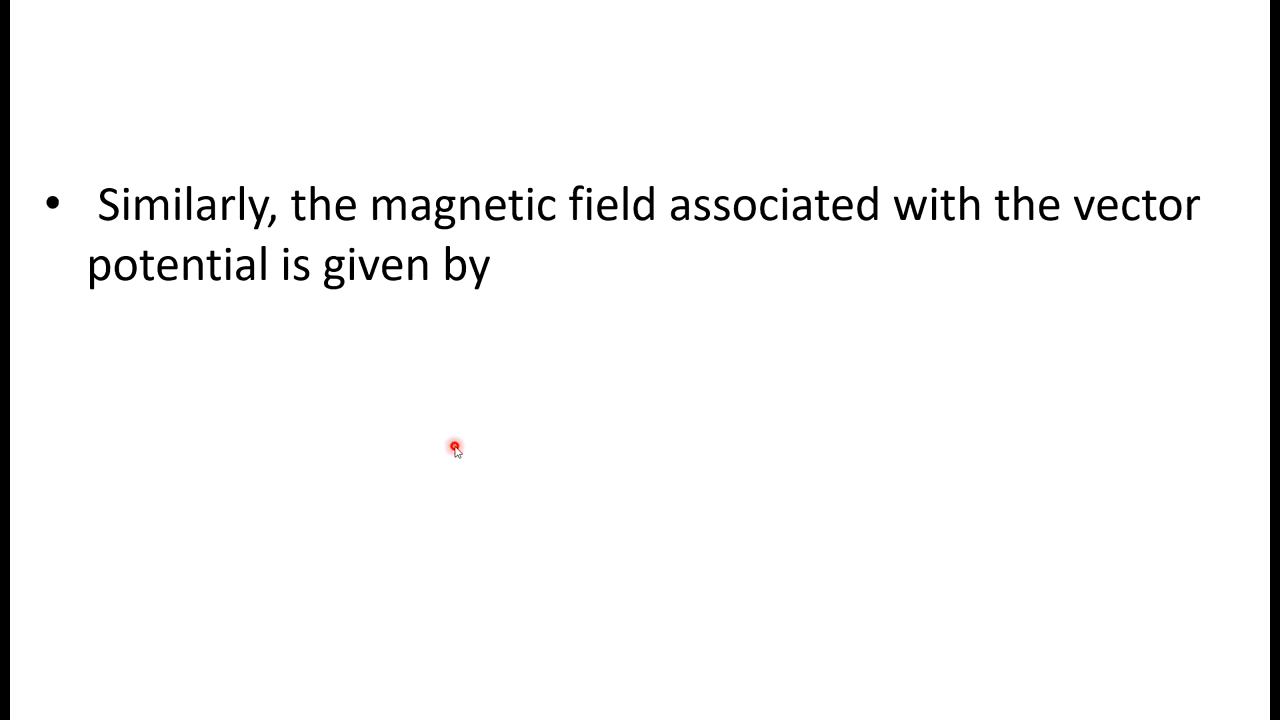 • Similarly, the magnetic field associated with the vector
potential is given by